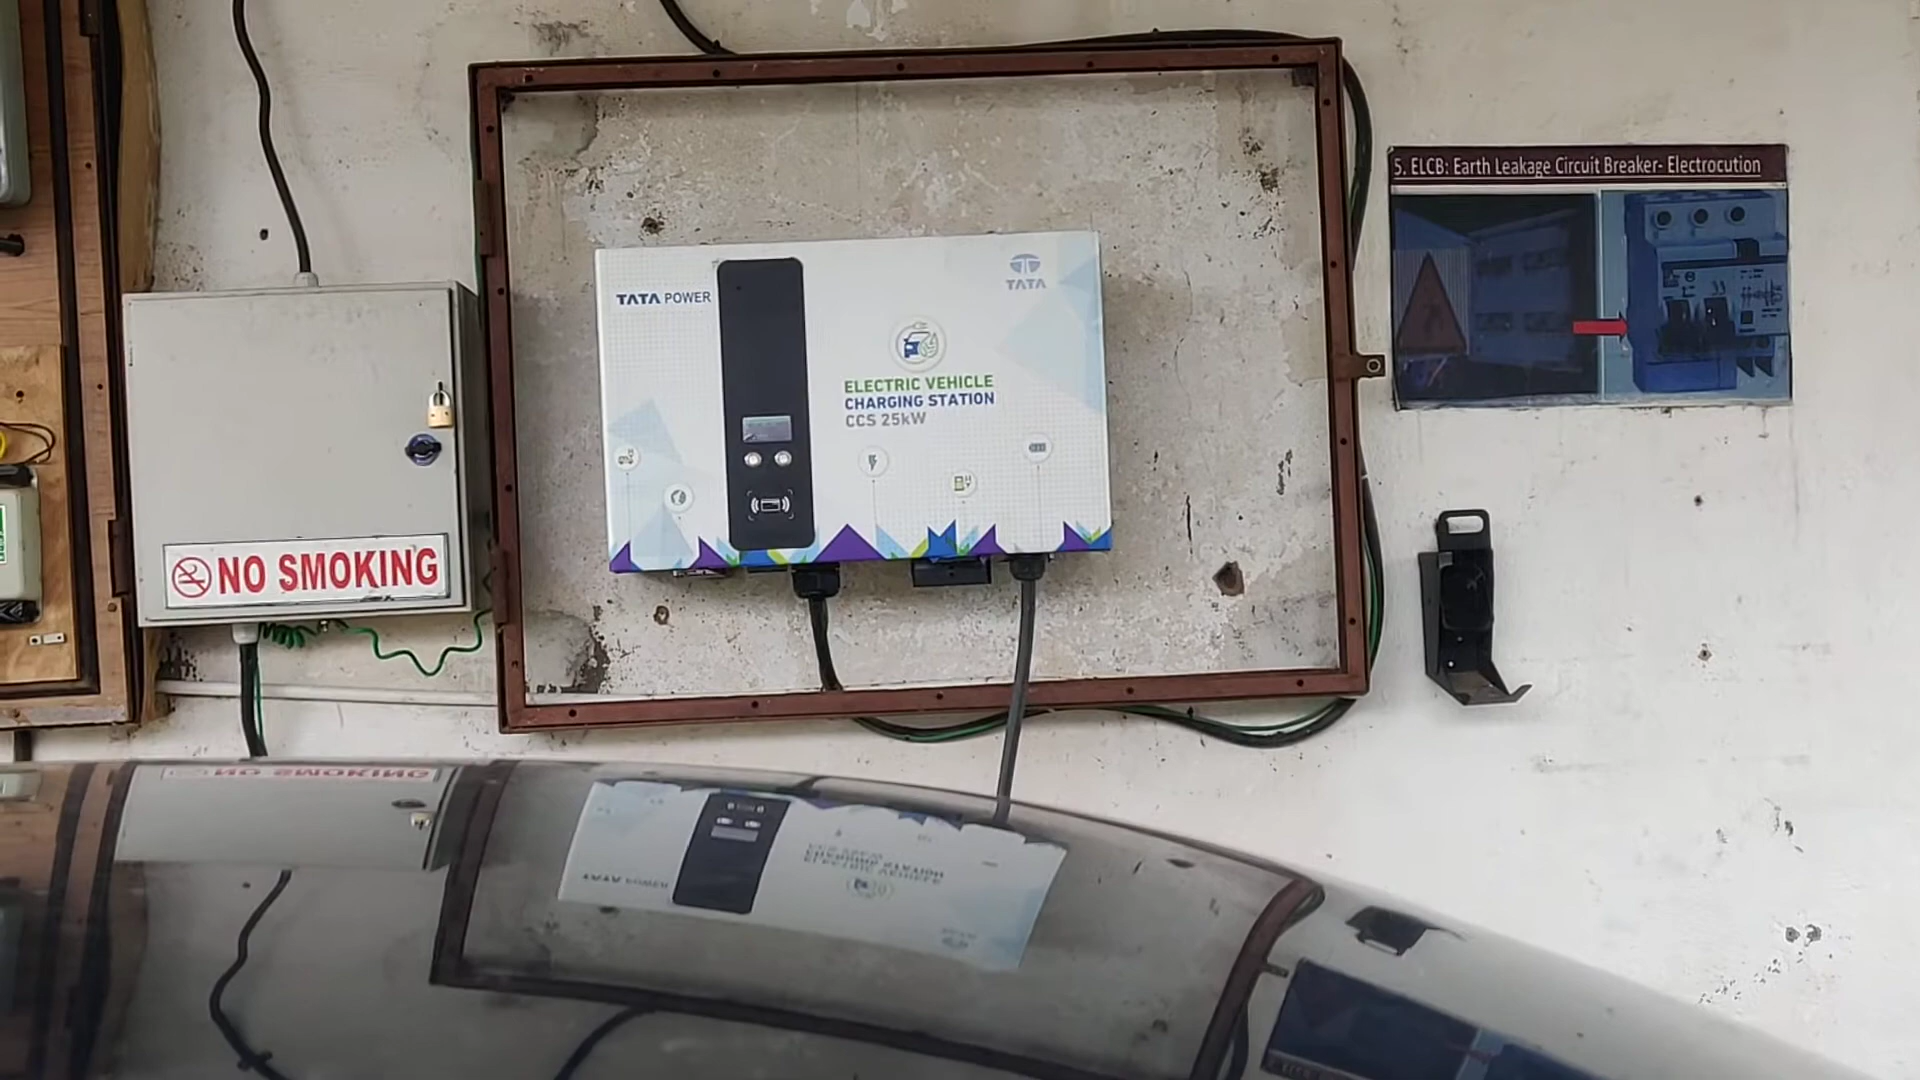 5. ELCB: Earth Leakage Circuit Breaker- Electrocution
TATA POWER
TATA
ELECTRIC VEHICLE
CHARGING STATION
CCS 25kW
NO SMOKING